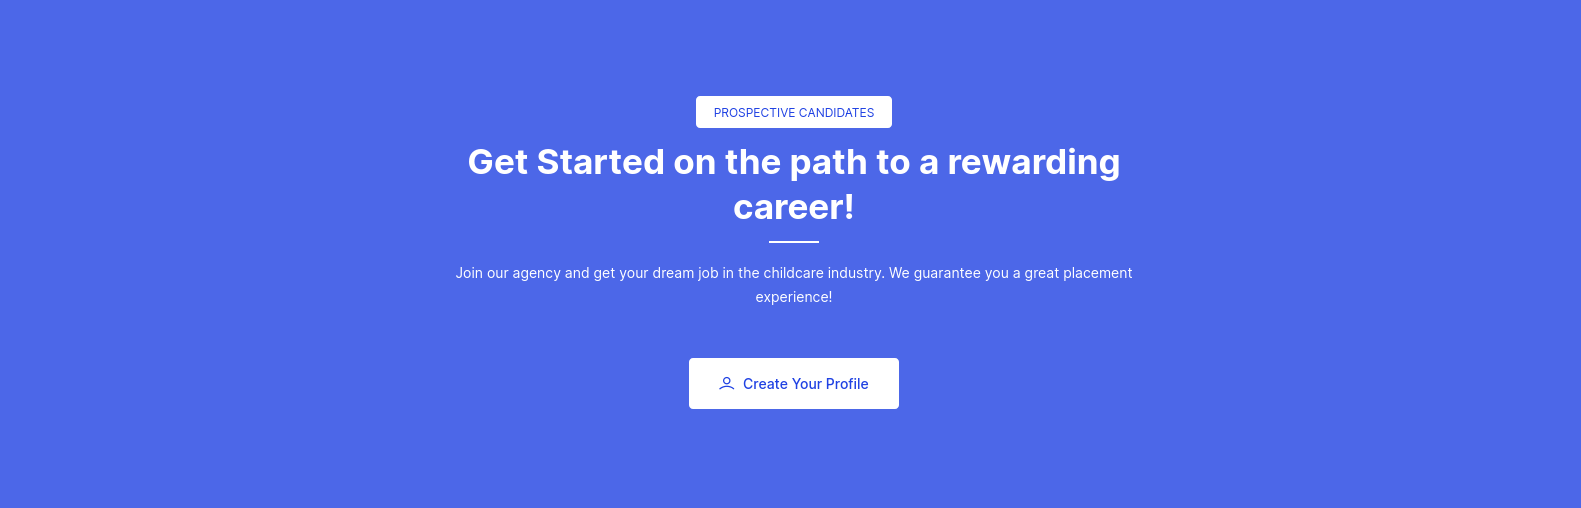 PROSPECTIVE CANDIDATES
Get Started on the path to a rewarding
career!
Join our agency and get your dream job in the childcare industry. We guarantee you a great placement
experience!
Create Your Profile